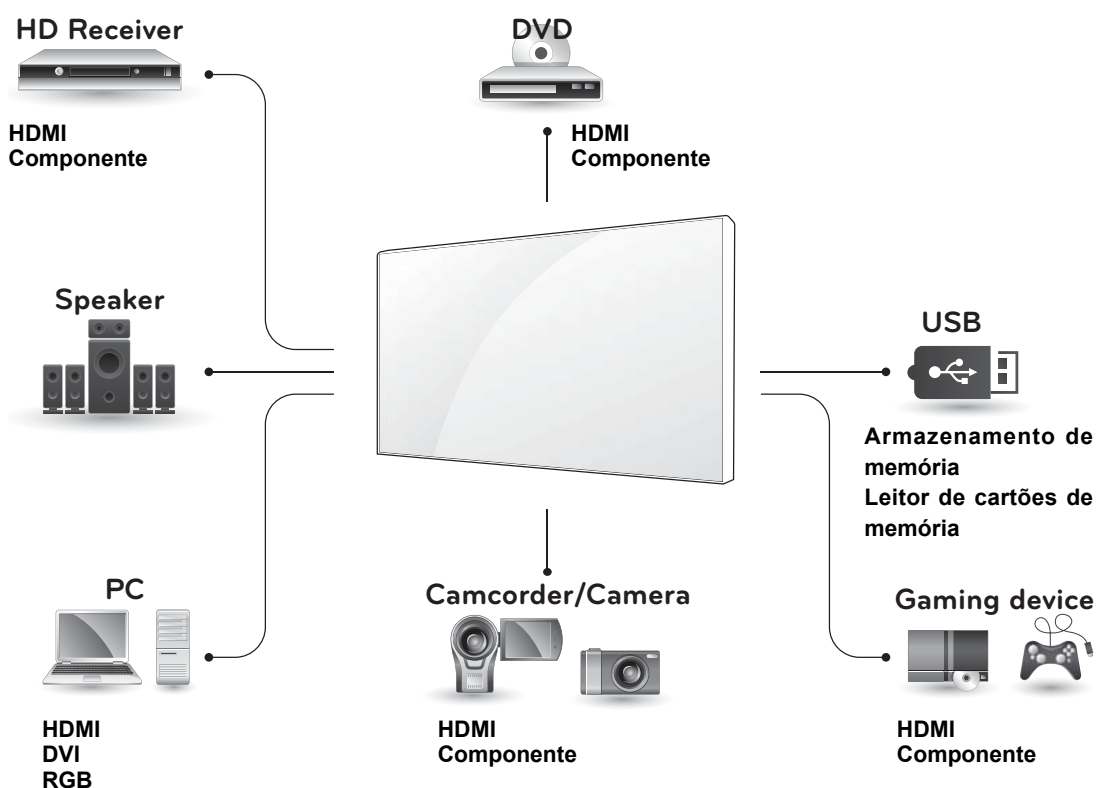 HD Receiver
HDMI
Componente
DVD
HDMI
Componente
Speaker
USB
Armazenamento de
memória
Leitor de cartões de
memória
PC
HDMI
DVI
RGB
Camcorder/Camera
HDMI
Componente
Gaming device
HDMI
Componente